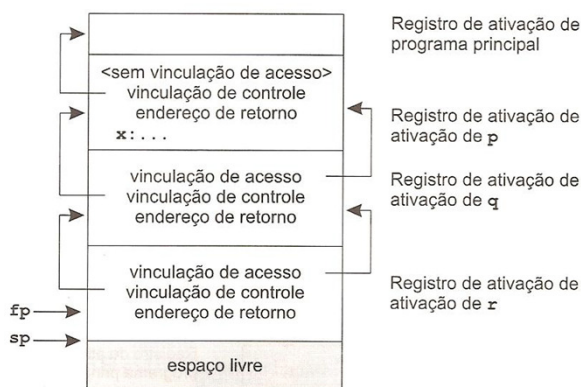 Registro de ativação de
programa principal
<sem vinculação de acesso>
vinculação de controle
endereço de retorno
x:...
Registro de ativação de
ativação de p
vinculação de acesso
vinculação de controle
endereço de retorno
Registro de ativação de
ativação de q
vinculação de acesso
vinculação de controle
endereço de retorno
Registro de ativação de
ativação de r
fp
sp
espaço livre